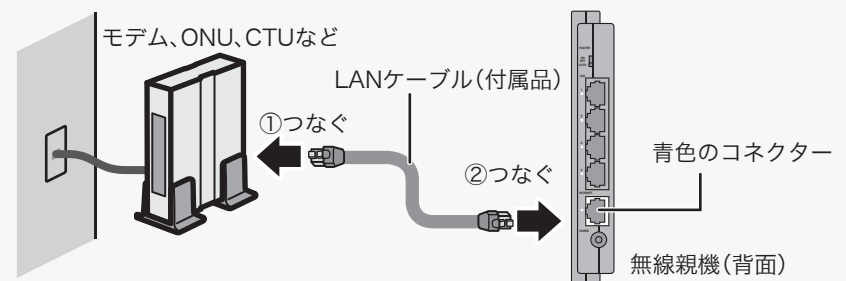 モデム、ONU、CTUなど
LANケーブル（付属品）
①つなぐ
②つなぐ
青色のコネクター
INTERNET
無線親機（背面）